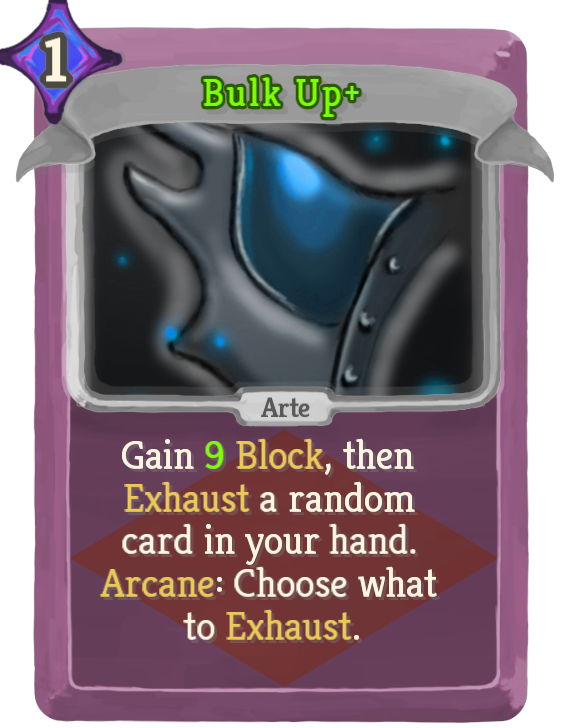 1
Bulk Up+
Arte
Gain 9 Block, then
Exhaust a random
card in your hand.
Arcane: Choose what
to Exhaust.